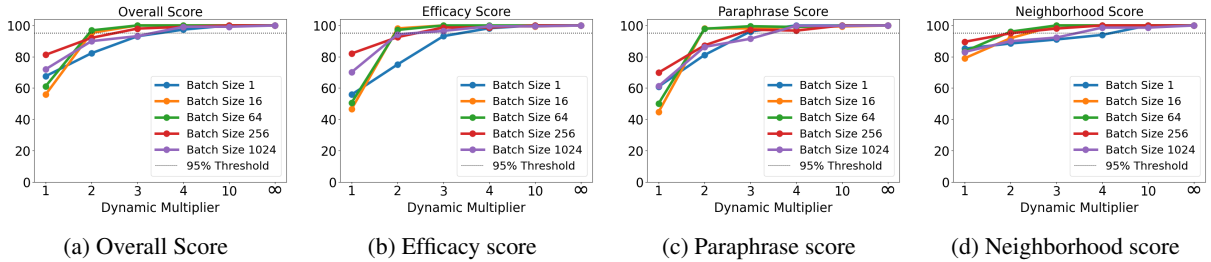 Overall Score
100
80
60
40
20
0
1 2 3 4 10 ∞
Dynamic Multiplier
Batch Size 1
Batch Size 16
Batch Size 64
Batch Size 256
Batch Size 1024
95% Threshold
(a) Overall Score
Efficacy Score
100
80
60
40
20
0
1 2 3 4 10 ∞
Dynamic Multiplier
Batch Size 1
Batch Size 16
Batch Size 64
Batch Size 256
Batch Size 1024
95% Threshold
(b) Efficacy score
Paraphrase Score
100
80
60
40
20
0
1 2 3 4 10 ∞
Dynamic Multiplier
Batch Size 1
Batch Size 16
Batch Size 64
Batch Size 256
Batch Size 1024
95% Threshold
(c) Paraphrase score
Neighborhood Score
100
80
60
40
20
0
1 2 3 4 10 ∞
Dynamic Multiplier
Batch Size 1
Batch Size 16
Batch Size 64
Batch Size 256
Batch Size 1024
95% Threshold
(d) Neighborhood score